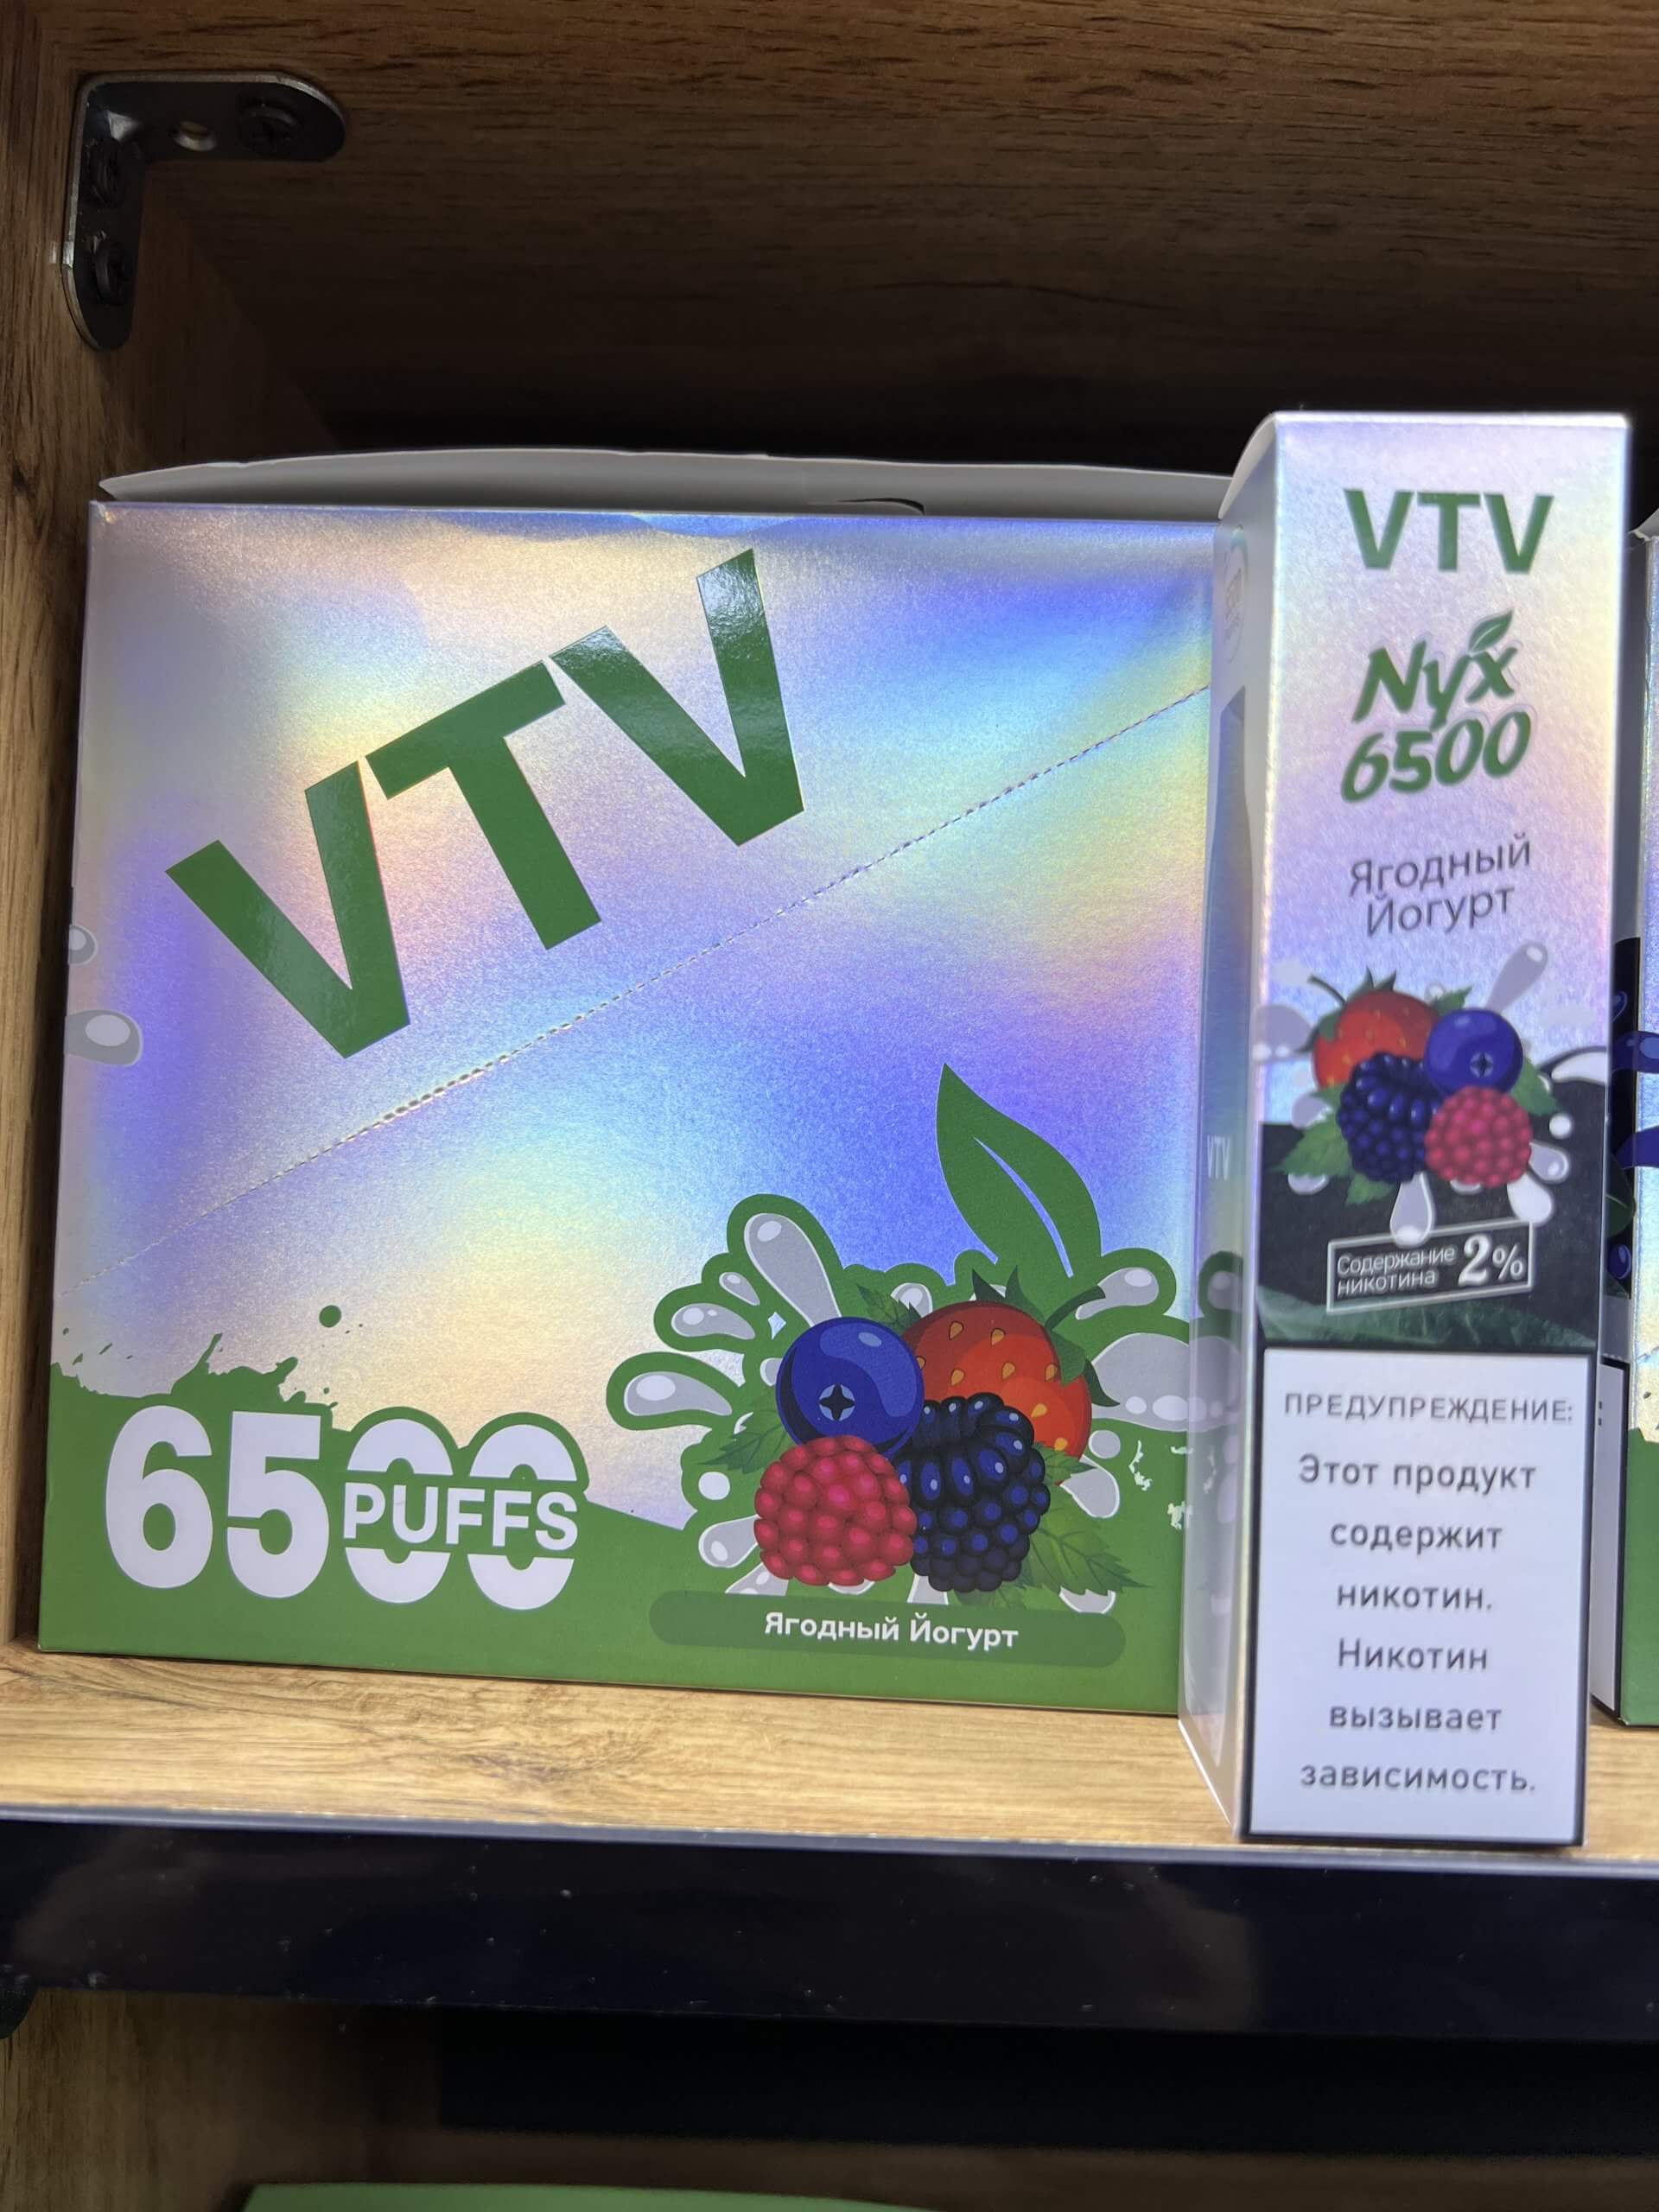 VTV
6500
PUFFS
Ягодный Йогурт
VTV
VTV
Nyx
6500
Ягодный
Йогурт
Содержание
никотина 2%
ПРЕДУПРЕЖДЕНИЕ:
Этот продукт
содержит
никотин.
Никотин
вызывает
зависимость.